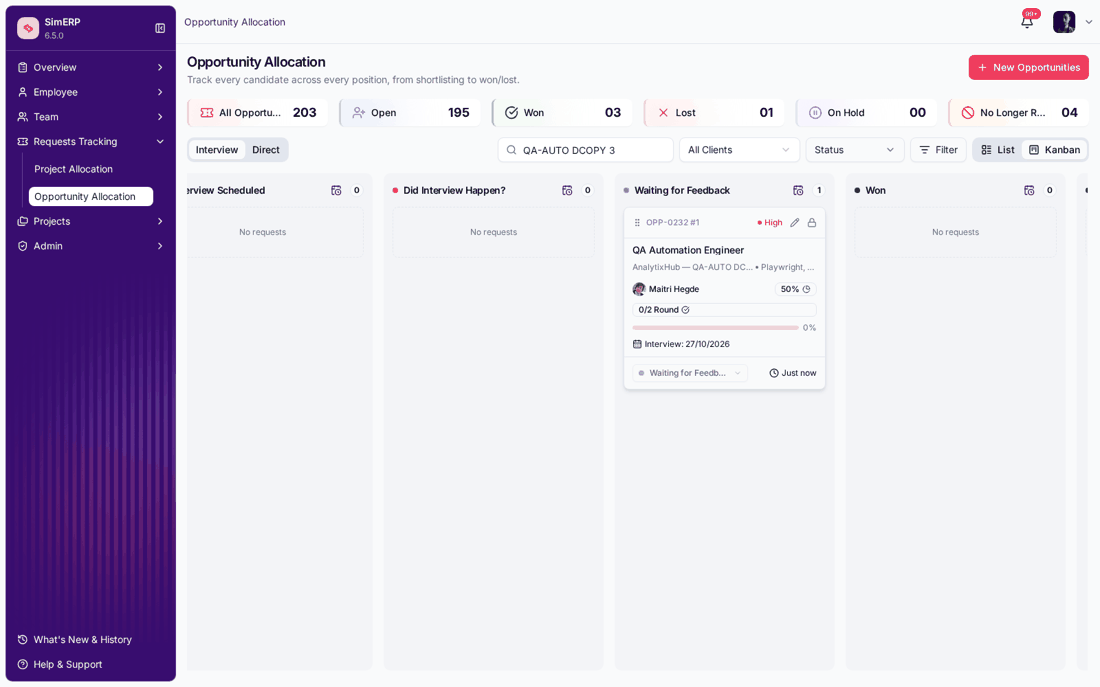 SimERP
6.5.0
Overview
Employee
Team
Requests Tracking
Project Allocation
Opportunity Allocation
Projects
Admin
What's New & History
Help & Support
Opportunity Allocation
99+
Opportunity Allocation
Track every candidate across every position, from shortlisting to won/lost.
New Opportunities
All Opportu... 203
Open 195
Won 03
Lost 01
On Hold 00
No Longer R... 04
Interview Direct
QA-AUTO DCOPY 3
All Clients
Status
Filter
List Kanban
erview Scheduled 0
No requests
Did Interview Happen? 0
No requests
Waiting for Feedback 1
OPP-0232 #1 High
QA Automation Engineer
AnalytixHub — QA-AUTO DC... • Playwright, ...
Maitri Hegde 50%
0/2 Round
0%
Interview: 27/10/2026
Waiting for Feedb... Just now
Won 0
No requests